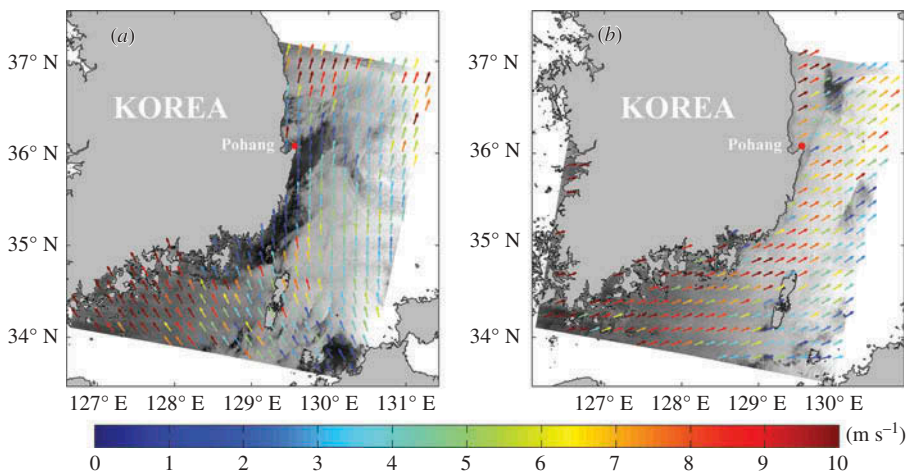 (a)
37° N
KOREA
Pohang
36° N
35° N
34° N
127° E 128° E 129° E 130° E 131° E
(b)
37° N
KOREA
Pohang
36° N
35° N
34° N
127° E 128° E 129° E 130° E
0 1 2 3 4 5 6 7 8 9 10
(m s⁻¹)